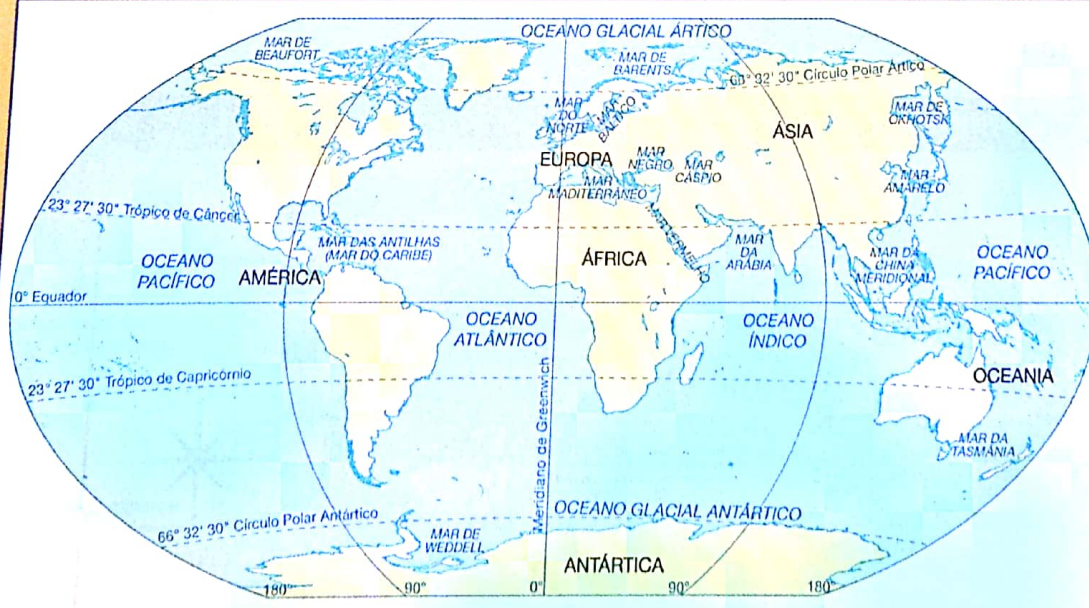 OCEANO GLACIAL ÁRTICO
MAR DE
BEAUFORT
MAR DE
BARENTS
66° 32' 30" Círculo Polar Ártico
MAR
DO
NORTE
MAR
BÁLTICO
MAR DE
OKHOTSK
ÁSIA
EUROPA
MAR
NEGRO
MAR
CÁSPIO
MAR
AMARELO
MAR
MADITERRÂNEO
23° 27' 30" Trópico de Câncer
MAR VERMELHO
MAR DAS ANTILHAS
(MAR DO CARIBE)
MAR
DA
ARÁBIA
MAR DA
CHINA
MERIDIONAL
OCEANO
PACÍFICO
AMÉRICA
ÁFRICA
OCEANO
PACÍFICO
0° Equador
OCEANO
ATLÂNTICO
OCEANO
ÍNDICO
23° 27' 30" Trópico de Capricórnio
OCEANIA
Meridiano de Greenwich
MAR DA
TASMÂNIA
66° 32' 30" Círculo Polar Antártico
OCEANO GLACIAL ANTÁRTICO
MAR DE
WEDDELL
ANTÁRTICA
180°
90°
0°
90°
180°